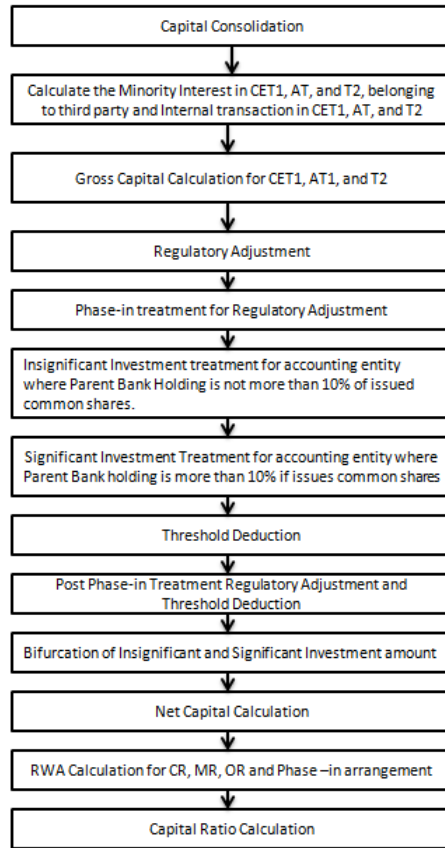 Capital Consolidation
Calculate the Minority Interest in CET1, AT, and T2, belonging
to third party and Internal transaction in CET1, AT, and T2
Gross Capital Calculation for CET1, AT1, and T2
Regulatory Adjustment
Phase-in treatment for Regulatory Adjustment
Insignificant Investment treatment for accounting entity
where Parent Bank Holding is not more than 10% of issued
common shares.
Significant Investment Treatment for accounting entity where
Parent Bank holding is more than 10% if issues common shares
Threshold Deduction
Post Phase-in Treatment Regulatory Adjustment and
Threshold Deduction
Bifurcation of Insignificant and Significant Investment amount
Net Capital Calculation
RWA Calculation for CR, MR, OR and Phase –in arrangement
Capital Ratio Calculation